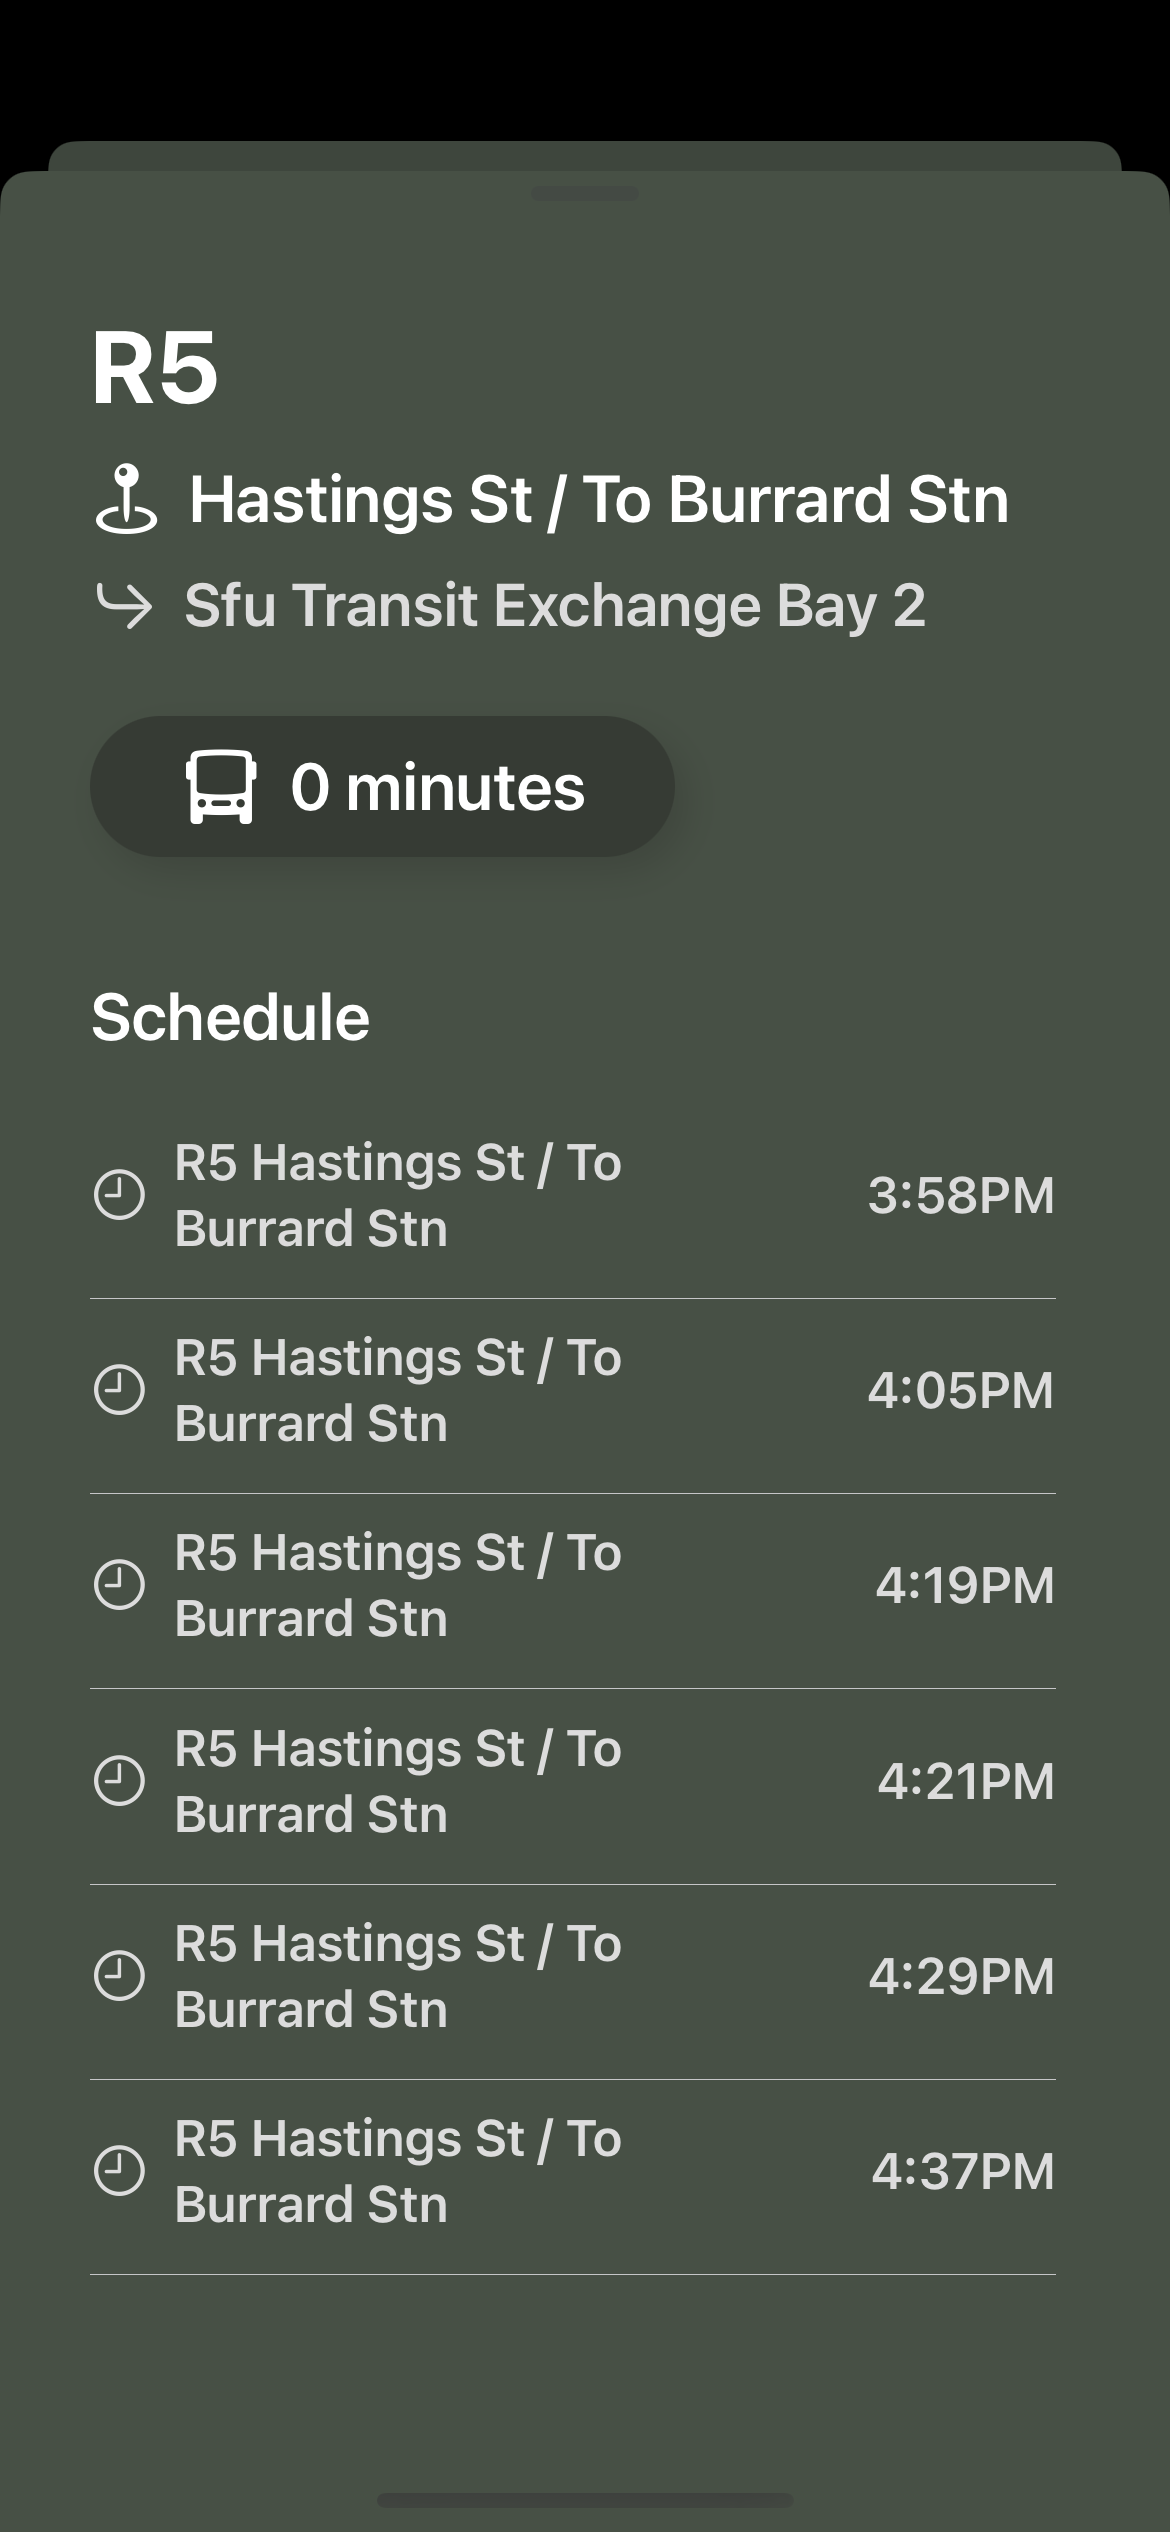 R5
Hastings St / To Burrard Stn
Sfu Transit Exchange Bay 2
0 minutes
Schedule
R5 Hastings St / To
Burrard Stn
3:58PM
R5 Hastings St / To
Burrard Stn
4:05PM
R5 Hastings St / To
Burrard Stn
4:19PM
R5 Hastings St / To
Burrard Stn
4:21PM
R5 Hastings St / To
Burrard Stn
4:29PM
R5 Hastings St / To
Burrard Stn
4:37PM